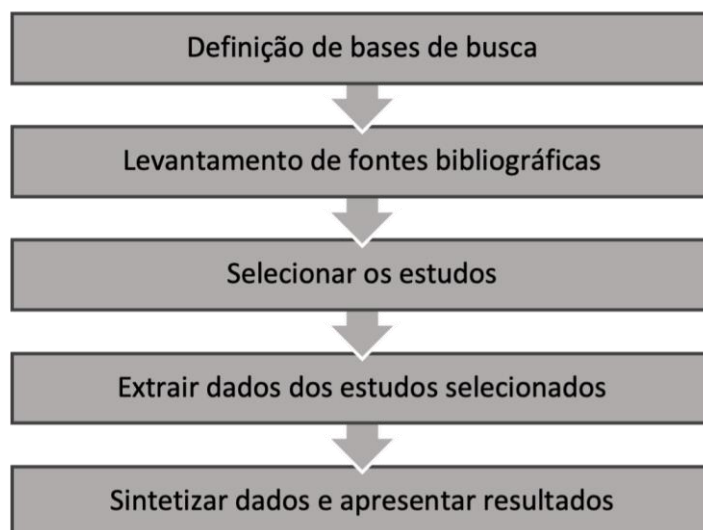 Definição de bases de busca
Levantamento de fontes bibliográficas
Selecionar os estudos
Extrair dados dos estudos selecionados
Sintetizar dados e apresentar resultados